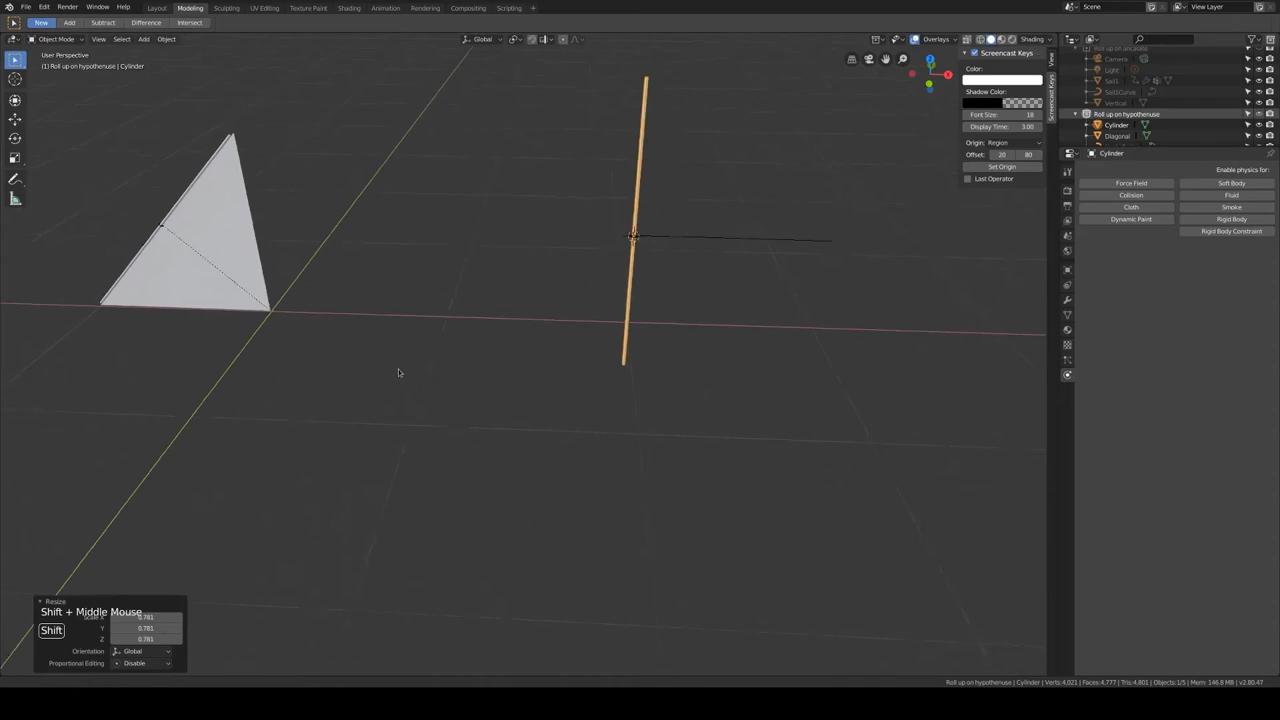 File Edit Render Window Help Layout Modeling Sculpting UV Editing Texture Paint Shading Animation Rendering Compositing Scripting Scene View Layer
New Add Subtract Difference Intersect
Object Mode View Select Add Object Global Overlays Shading
User Perspective
(1) Roll up on hypothenuse | Cylinder
Screencast Keys
Color:
Shadow Color:
Font Size: 18
Display Time: 3.00
Origin: Region
Offset: 20 80
Set Origin
Last Operator
View
Screencast Keys
Camera
Light
Sail1
Sail1Curve
Vertical
Roll up on hypothenuse
Cylinder
Diagonal
Cylinder
Enable physics for:
Force Field Soft Body
Collision Fluid
Cloth Smoke
Dynamic Paint Rigid Body
Rigid Body Constraint
Resize
Shift + Middle Mouse
Scale X 0.781
Shift
Y 0.781
Z 0.781
Orientation Global
Proportional Editing Disable
Roll up on hypothenuse | Cylinder | Verts:4,021 | Faces:4,777 | Tris:4,801 | Objects:1/5 | Mem: 146.8 MB | v2.80.47